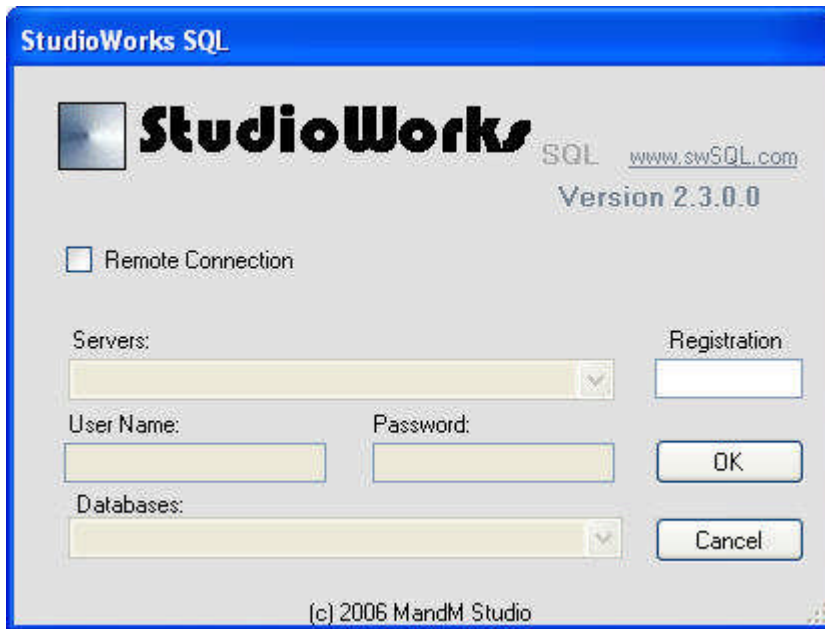 StudioWorks SQL
StudioWorks SQL www.swSQL.com
Version 2.3.0.0
Remote Connection
Servers:
Registration
User Name:
Password:
OK
Databases:
Cancel
(c) 2006 MandM Studio